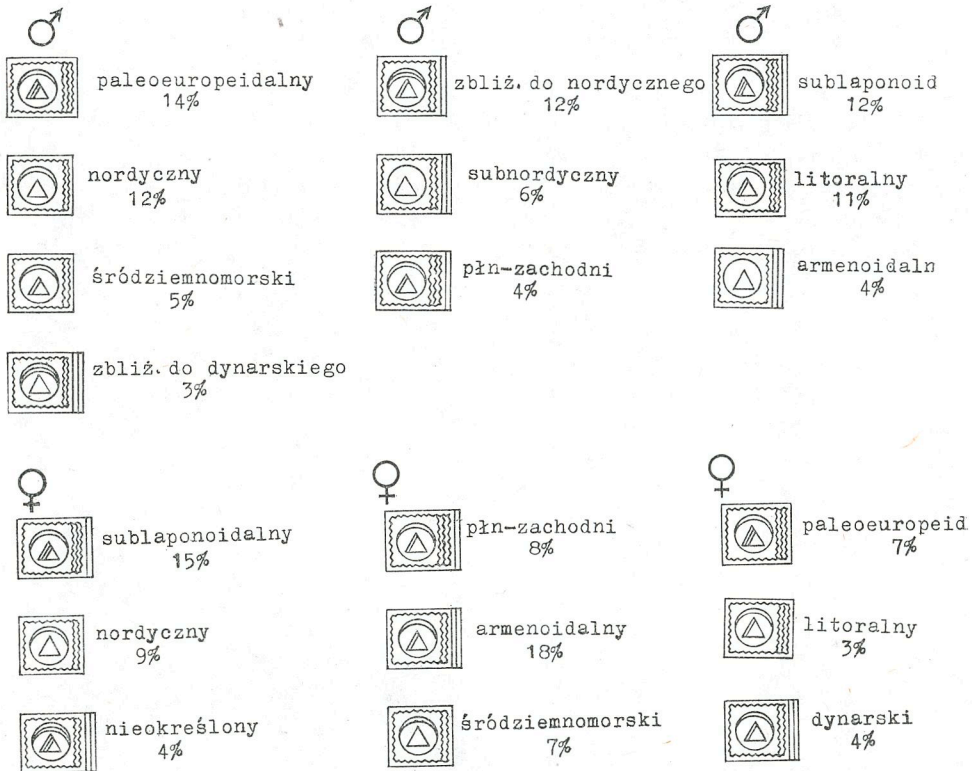 ♂ ♂ ♂
paleoeuropeidalny
14%
zbliż. do nordycznego
12%
sublaponoid
12%
nordyczny
12%
subnordyczny
6%
litoralny
11%
śródziemnomorski
5%
płn-zachodni
4%
armenoidaln
4%
zbliż. do dynarskiego
3%
♀ ♀ ♀
sublaponoidalny
15%
płn-zachodni
8%
paleoeuropeid
7%
nordyczny
9%
armenoidalny
18%
litoralny
3%
nieokreślony
4%
śródziemnomorski
7%
dynarski
4%